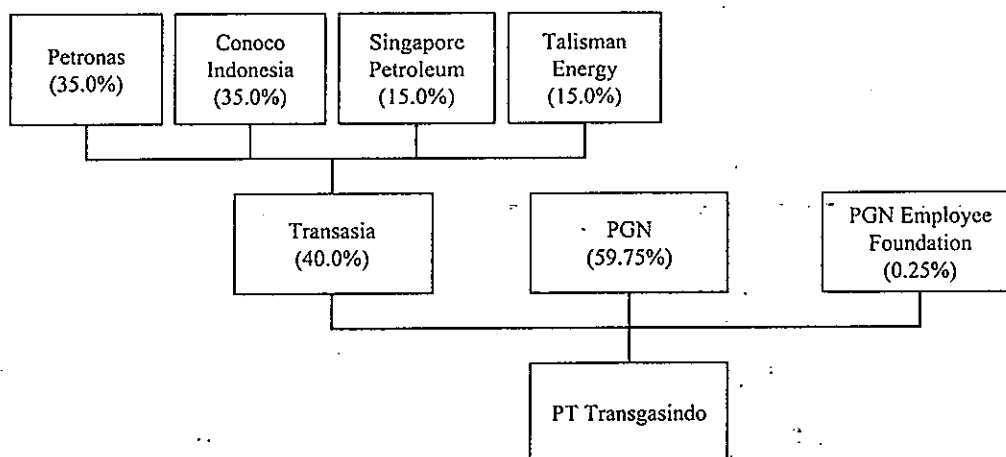 Petronas
(35.0%)
Conoco
Indonesia
(35.0%)
Singapore
Petroleum
(15.0%)
Talisman
Energy
(15.0%)
Transasia
(40.0%)
PGN
(59.75%)
PGN Employee
Foundation
(0.25%)
PT Transgasindo